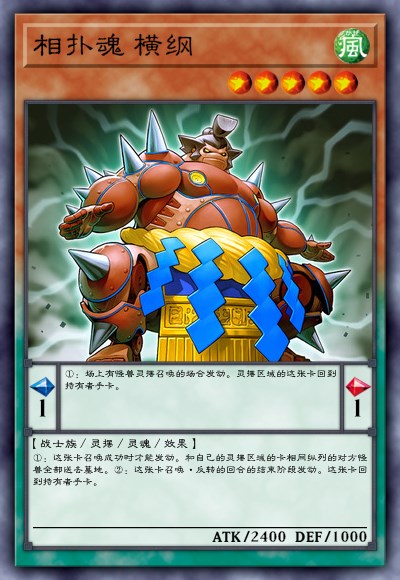 相扑魂 横纲
風
①：场上有怪兽灵摆召唤的场合发动。灵摆区域的这张卡回到
持有者手卡。
1
1
【战士族／灵摆／灵魂／效果】
①：这张卡召唤成功时才能发动。和自己的灵摆区域的卡相同纵列的对方怪
兽全部送去墓地。②：这张卡召唤·反转的回合的结束阶段发动。这张卡回
到持有者手卡。
ATK/2400 DEF/1000